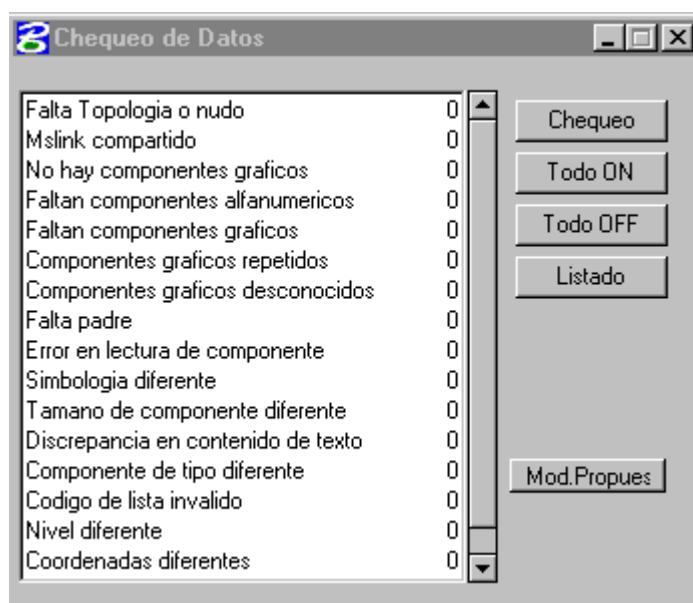 Chequeo de Datos
Falta Topologia o nudo 0
Mslink compartido 0
No hay componentes graficos 0
Faltan componentes alfanumericos 0
Faltan componentes graficos 0
Componentes graficos repetidos 0
Componentes graficos desconocidos 0
Falta padre 0
Error en lectura de componente 0
Simbologia diferente 0
Tamano de componente diferente 0
Discrepancia en contenido de texto 0
Componente de tipo diferente 0
Codigo de lista invalido 0
Nivel diferente 0
Coordenadas diferentes 0
Chequeo
Todo ON
Todo OFF
Listado
Mod.Propues